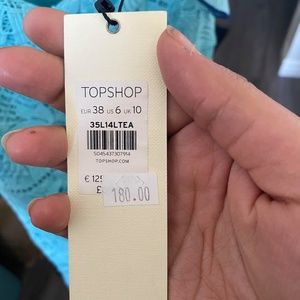 TOPSHOP
EUR 38 US 6 UK 10
35L14LTEA
5045437307914
TOPSHOP.COM
€ 125
£
180.00